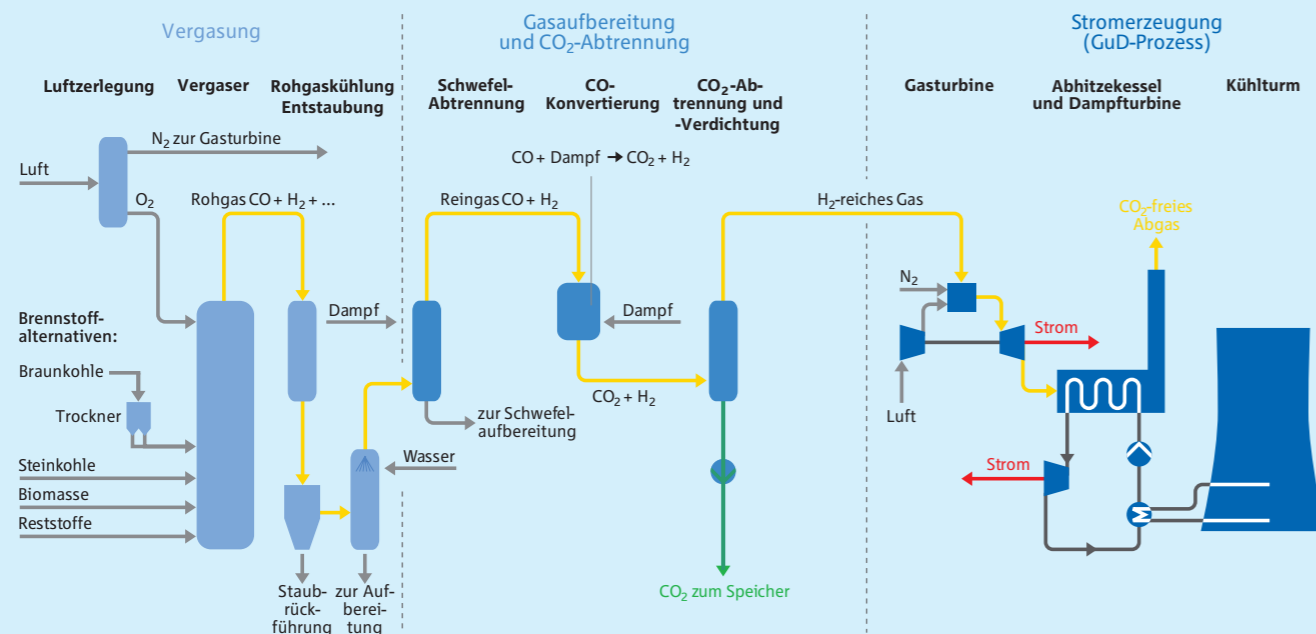 Vergasung
Gasaufbereitung
und CO₂-Abtrennung
Stromerzeugung
(GuD-Prozess)
Luftzerlegung
Vergaser
Rohgaskühlung
Entstaubung
Schwefel-
Abtrennung
CO-
Konvertierung
CO₂-Ab-
trennung und
-Verdichtung
Gasturbine
Abhitzekessel
und Dampfturbine
Kühlturm
N₂ zur Gasturbine
Luft
O₂
Rohgas CO + H₂ + ...
CO + Dampf → CO₂ + H₂
Reingas CO + H₂
H₂-reiches Gas
CO₂-freies
Abgas
N₂
Strom
Luft
Brennstoff-
alternativen:
Dampf
Dampf
Braunkohle
Trockner
CO₂ + H₂
zur Schwefel-
aufbereitung
Wasser
Strom
Steinkohle
Biomasse
Reststoffe
Staub-
rück-
führung
zur Auf-
berei-
tung
CO₂ zum Speicher